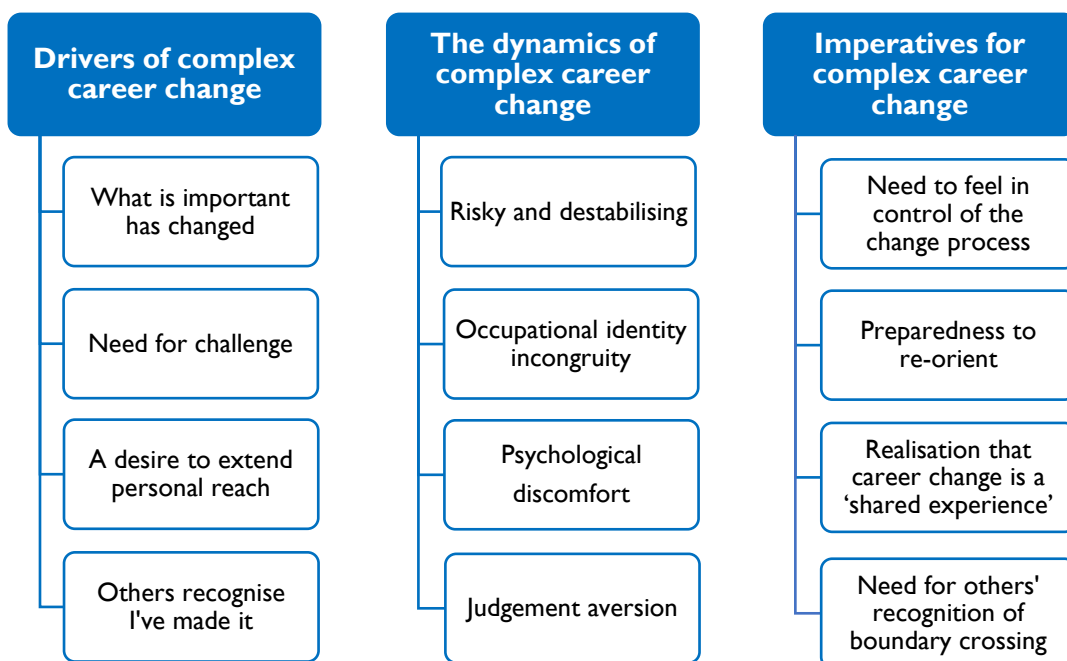 Drivers of complex
career change
What is important
has changed
Need for challenge
A desire to extend
personal reach
Others recognise
I've made it
The dynamics of
complex career
change
Risky and destabilising
Occupational identity
incongruity
Psychological
discomfort
Judgement aversion
Imperatives for
complex career
change
Need to feel in
control of the
change process
Preparedness to
re-orient
Realisation that
career change is a
‘shared experience’
Need for others'
recognition of
boundary crossing